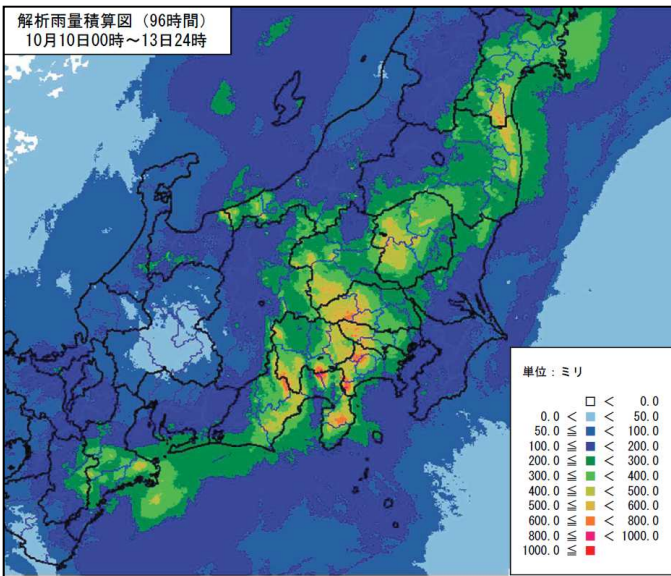 解析雨量積算図（96時間）
10月10日00時～13日24時
単位：ミリ
□ ＜ 0.0
0.0 ＜ ■ ＜ 50.0
50.0 ≦ ■ ＜ 100.0
100.0 ≦ ■ ＜ 200.0
200.0 ≦ ■ ＜ 300.0
300.0 ≦ ■ ＜ 400.0
400.0 ≦ ■ ＜ 500.0
500.0 ≦ ■ ＜ 600.0
600.0 ≦ ■ ＜ 800.0
800.0 ≦ ■ ＜ 1000.0
1000.0 ≦ ■